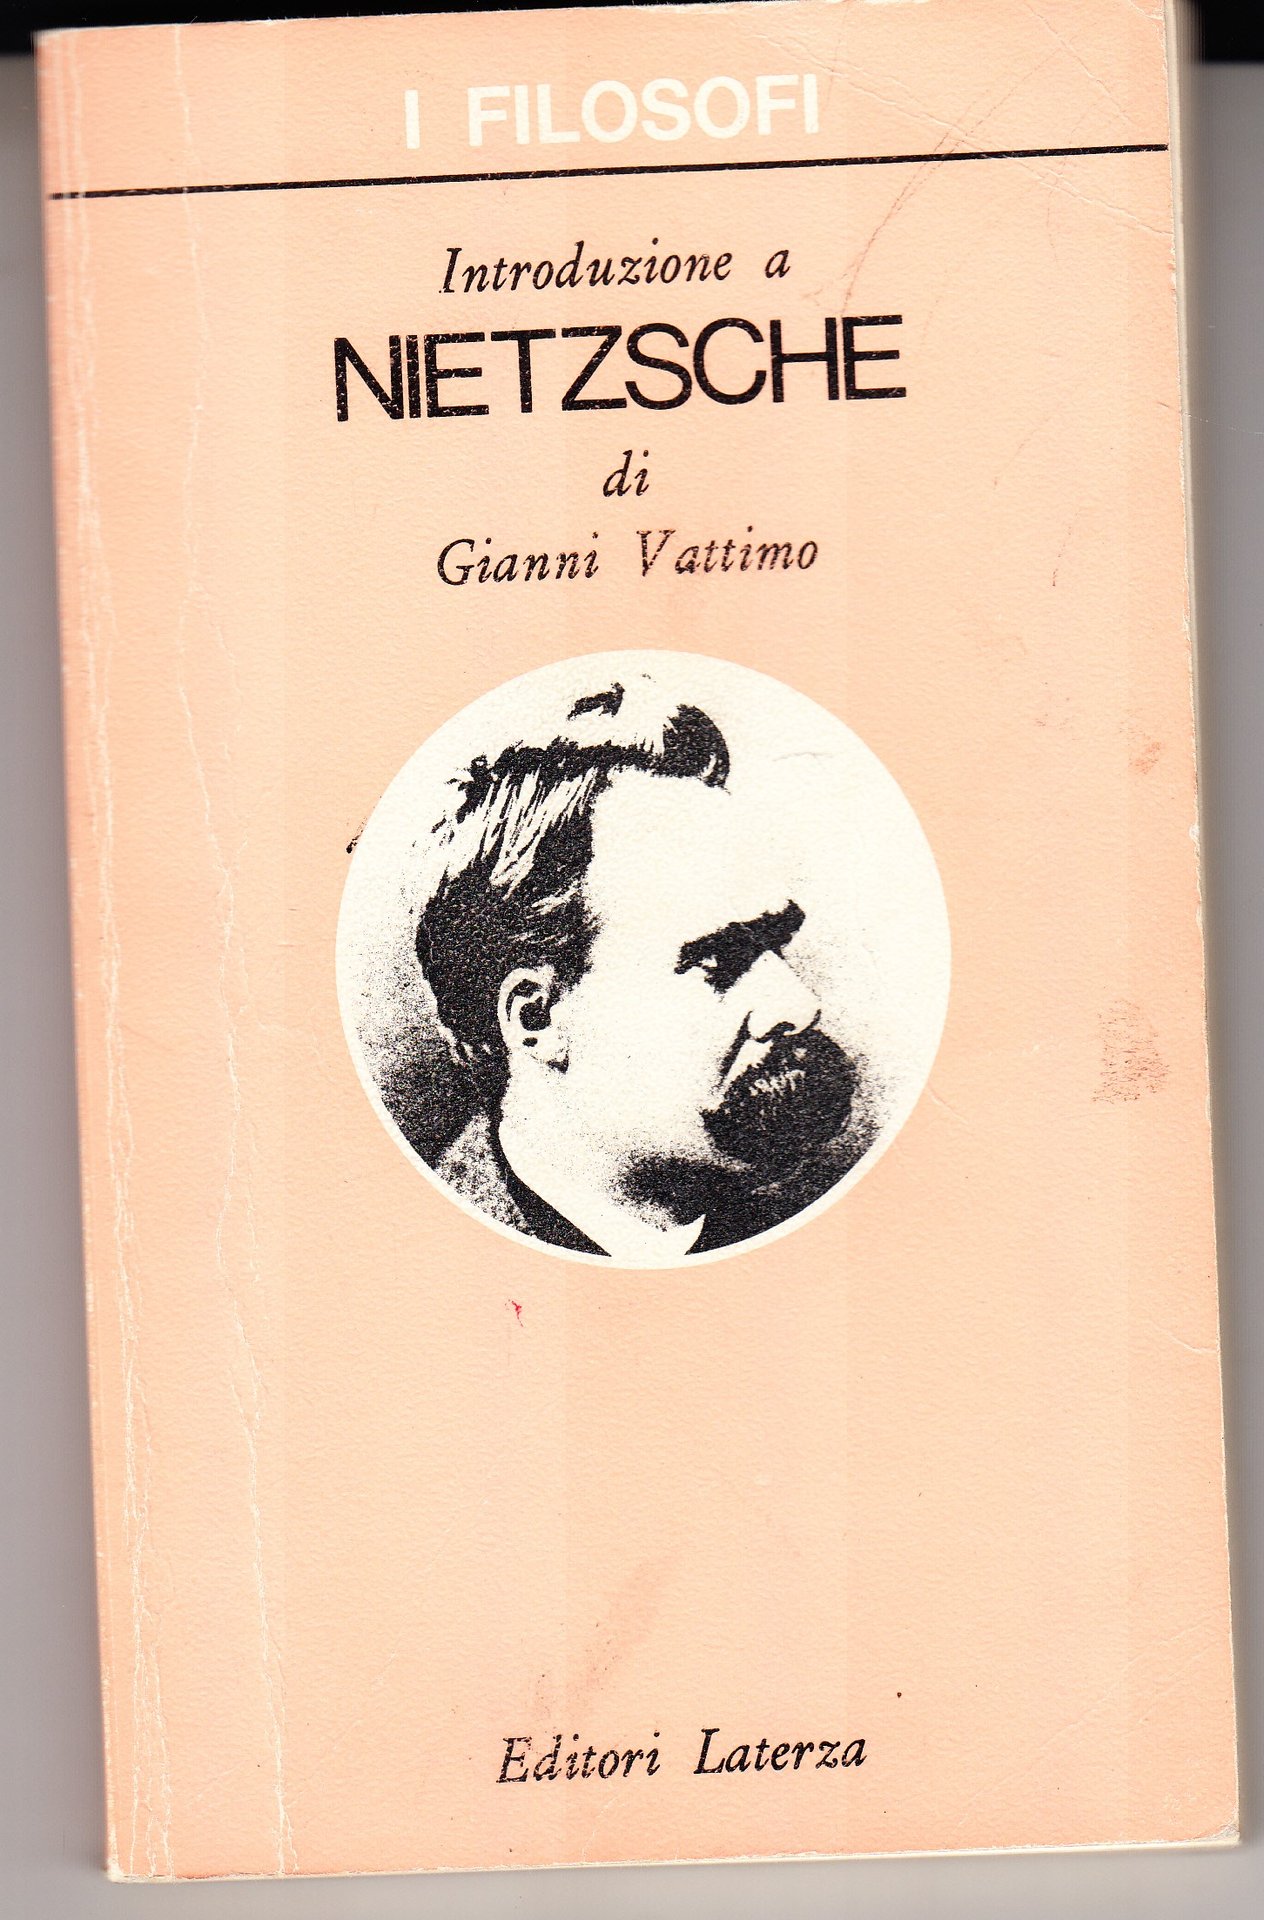 I FILOSOFI
Introduzione a
NIETZSCHE
di
Gianni Vattimo
Editori Laterza